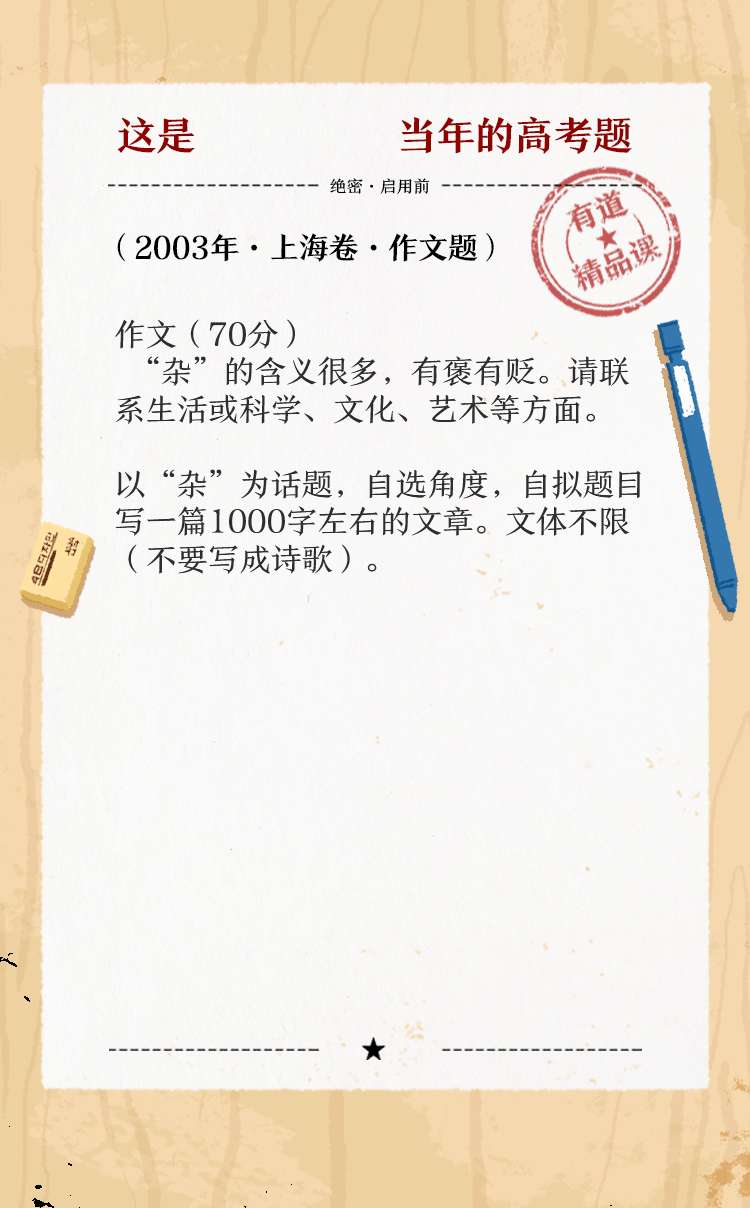 这是 当年的高考题
绝密·启用前
（2003年·上海卷·作文题）
有道
精品课
作文（70分）
“杂”的含义很多，有褒有贬。请联
系生活或科学、文化、艺术等方面。
以“杂”为话题，自选角度，自拟题目
写一篇1000字左右的文章。文体不限
（不要写成诗歌）。